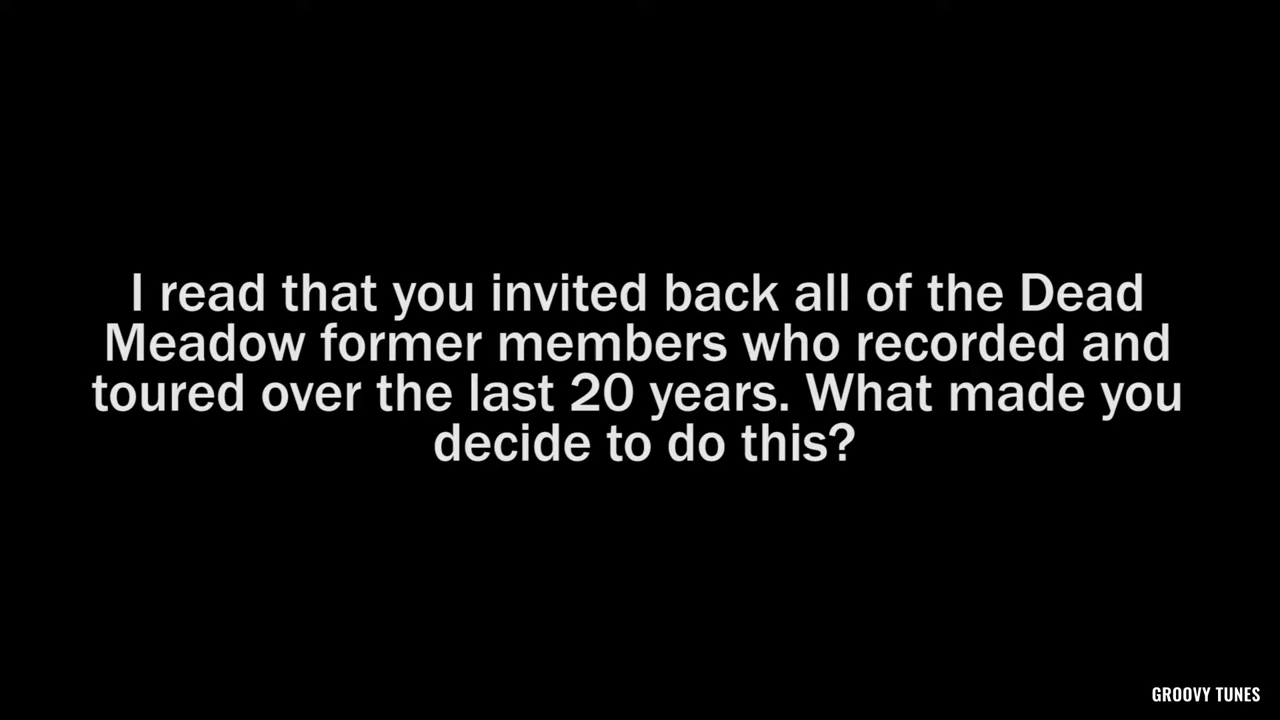 I read that you invited back all of the Dead
Meadow former members who recorded and
toured over the last 20 years. What made you
decide to do this?
GROOVY TUNES